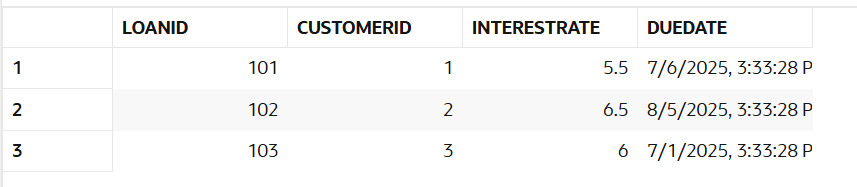 LOANID CUSTOMERID INTERESTRATE DUEDATE
1 101 1 5.5 7/6/2025, 3:33:28 P
2 102 2 6.5 8/5/2025, 3:33:28 P
3 103 3 6 7/1/2025, 3:33:28 P